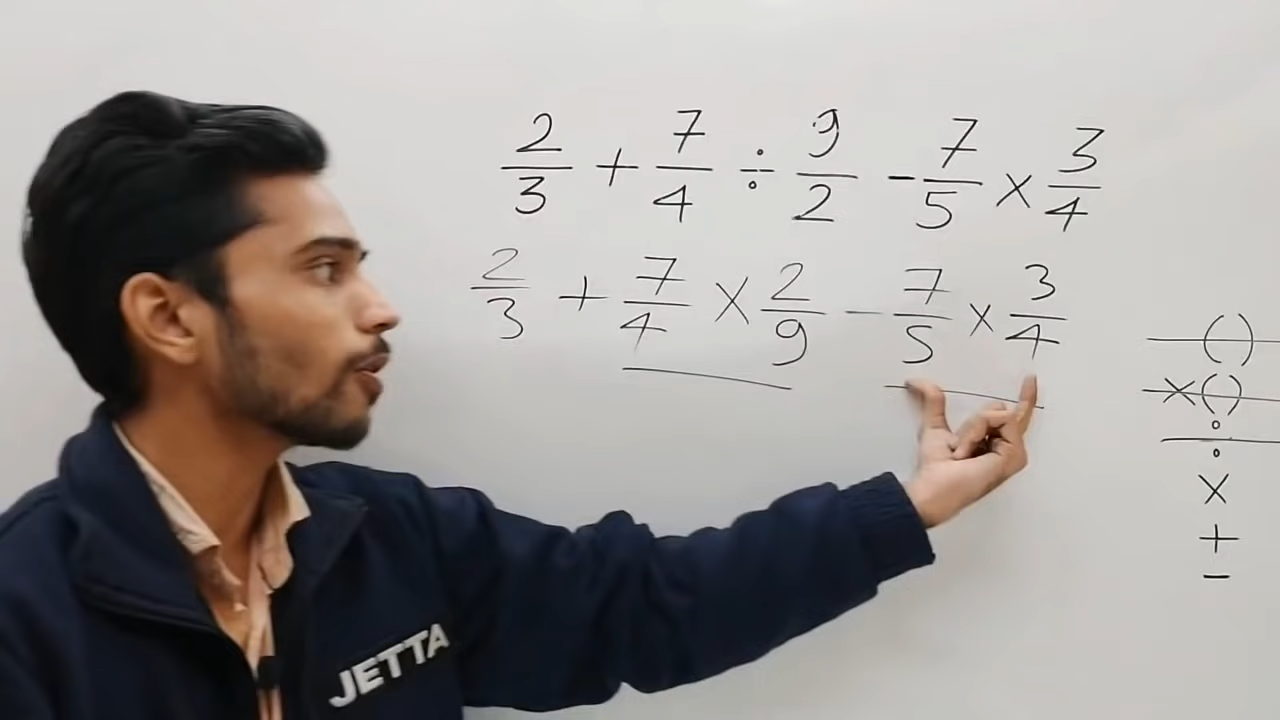 2/3 + 7/4 ÷ 9/2 - 7/5 × 3/4
2/3 + 7/4 × 2/9 - 7/5 × 3/4
( )
×( )
÷
×
+
-
JETTA